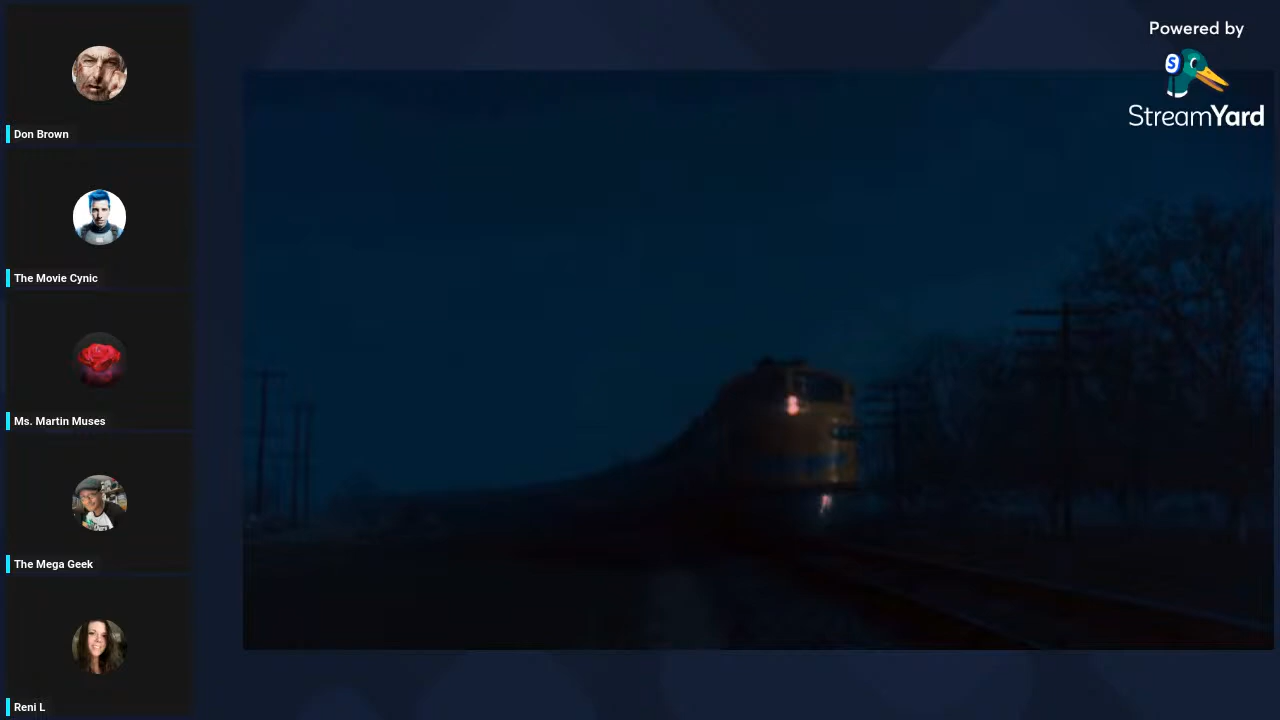 Powered by
StreamYard
Don Brown
The Movie Cynic
Ms. Martin Muses
The Mega Geek
Reni L